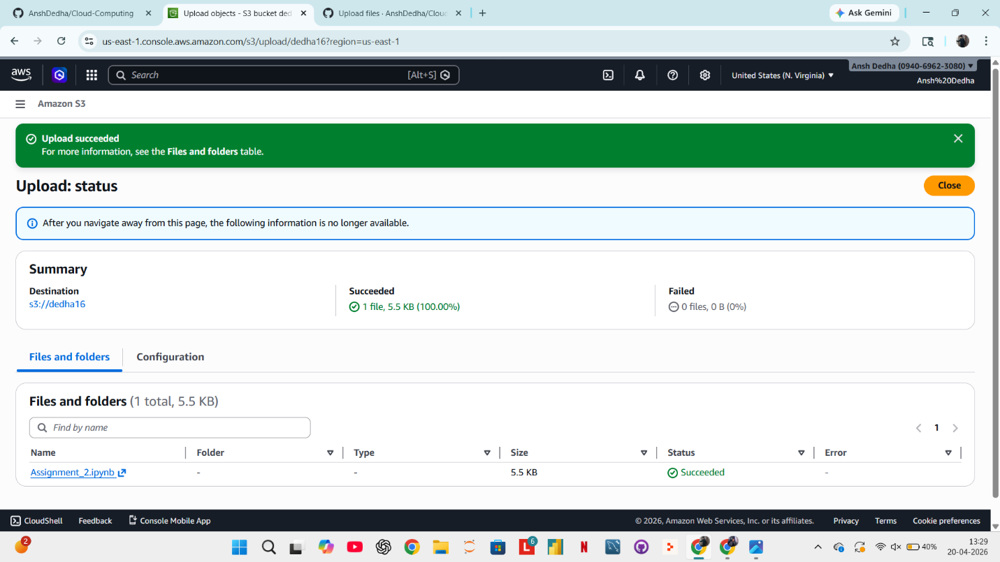 AnshDedha/Cloud-Computing
Upload objects - S3 bucket ded
Upload files · AnshDedha/Cloud
Ask Gemini
us-east-1.console.aws.amazon.com/s3/upload/dedha16?region=us-east-1
aws
Search
[Alt+S]
United States (N. Virginia)
Ansh Dedha (0940-6962-3080)
Ansh%20Dedha
Amazon S3
Upload succeeded
For more information, see the Files and folders table.
Upload: status
Close
After you navigate away from this page, the following information is no longer available.
Summary
Destination
s3://dedha16
Succeeded
1 file, 5.5 KB (100.00%)
Failed
0 files, 0 B (0%)
Files and folders
Configuration
Files and folders (1 total, 5.5 KB)
Find by name
1
Name Folder Type Size Status Error
Assignment_2.ipynb - - 5.5 KB Succeeded -
CloudShell
Feedback
Console Mobile App
© 2026, Amazon Web Services, Inc. or its affiliates.
Privacy
Terms
Cookie preferences
2
L
6
N
40%
13:29
20-04-2026